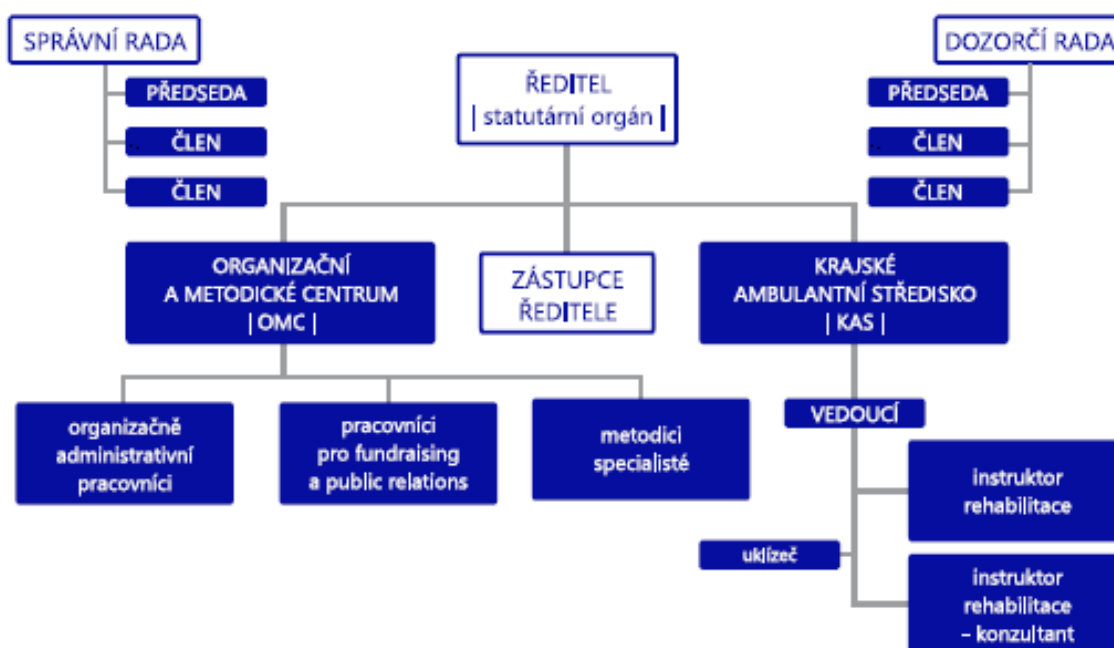 SPRÁVNÍ RADA
PŘEDSEDA
ČLEN
ČLEN
ŘEDITEL
| statutární orgán |
DOZORČÍ RADA
PŘEDSEDA
ČLEN
ČLEN
ORGANIZAČNÍ
A METODICKÉ CENTRUM
| OMC |
ZÁSTUPCE
ŘEDITELE
KRAJSKÉ
AMBULANTNÍ STŘEDISKO
| KAS |
organizačně
administrativní
pracovníci
pracovníci
pro fundraising
a public relations
metodici
specialisté
VEDOUCÍ
instruktor
rehabilitace
uklízeč
instruktor
rehabilitace
– konzultant